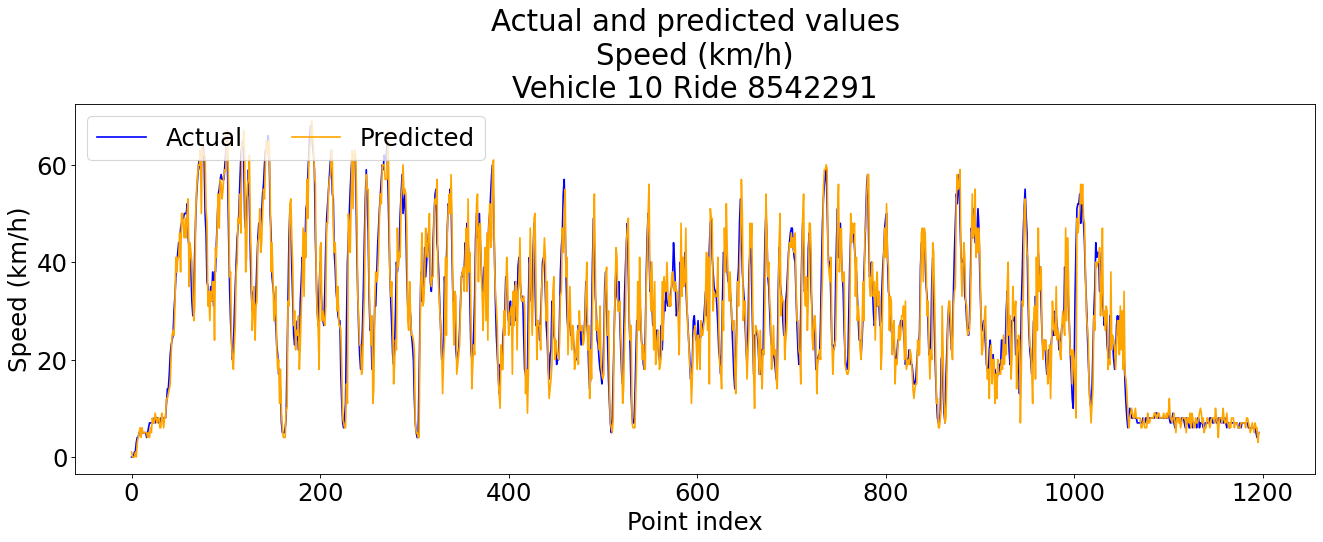 Actual and predicted values
Speed (km/h)
Vehicle 10 Ride 8542291
Actual
Predicted
Speed (km/h)
60
40
20
0
0
200
400
600
800
1000
1200
Point index